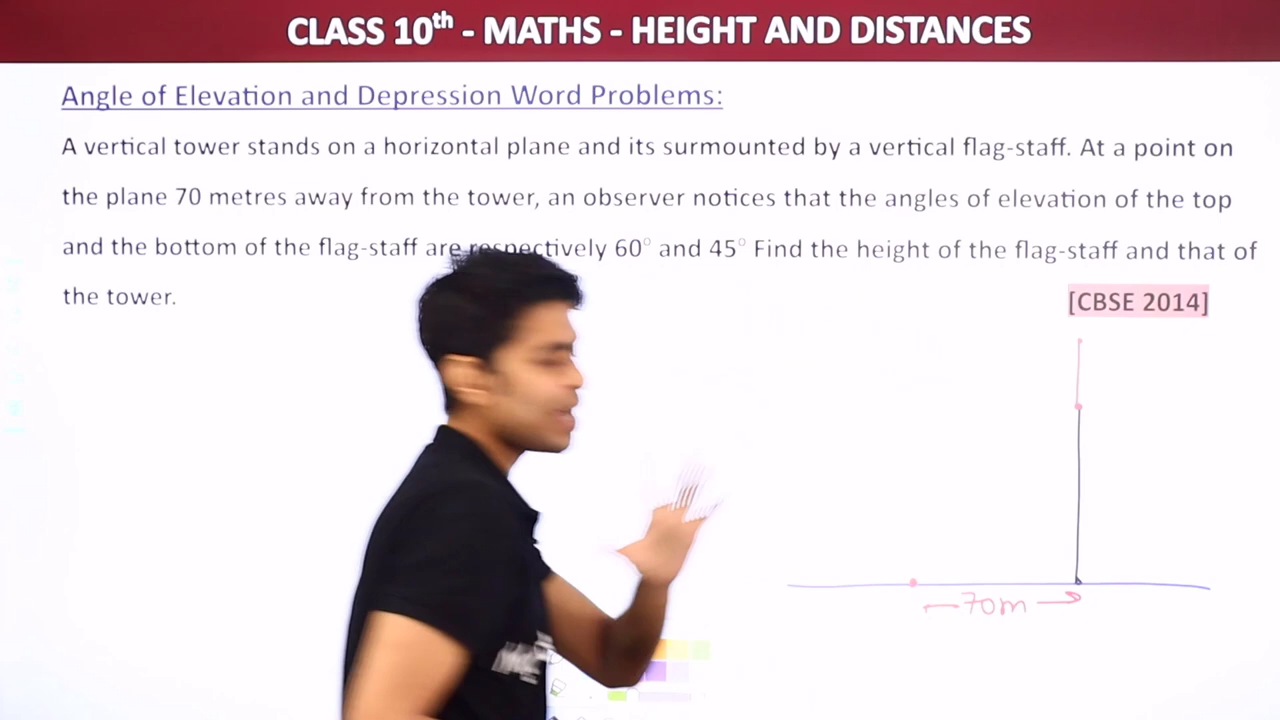 CLASS 10th - MATHS - HEIGHT AND DISTANCES
Angle of Elevation and Depression Word Problems:
A vertical tower stands on a horizontal plane and its surmounted by a vertical flag-staff. At a point on
the plane 70 metres away from the tower, an observer notices that the angles of elevation of the top
and the bottom of the flag-staff are respectively 60° and 45° Find the height of the flag-staff and that of
the tower.
[CBSE 2014]
70m